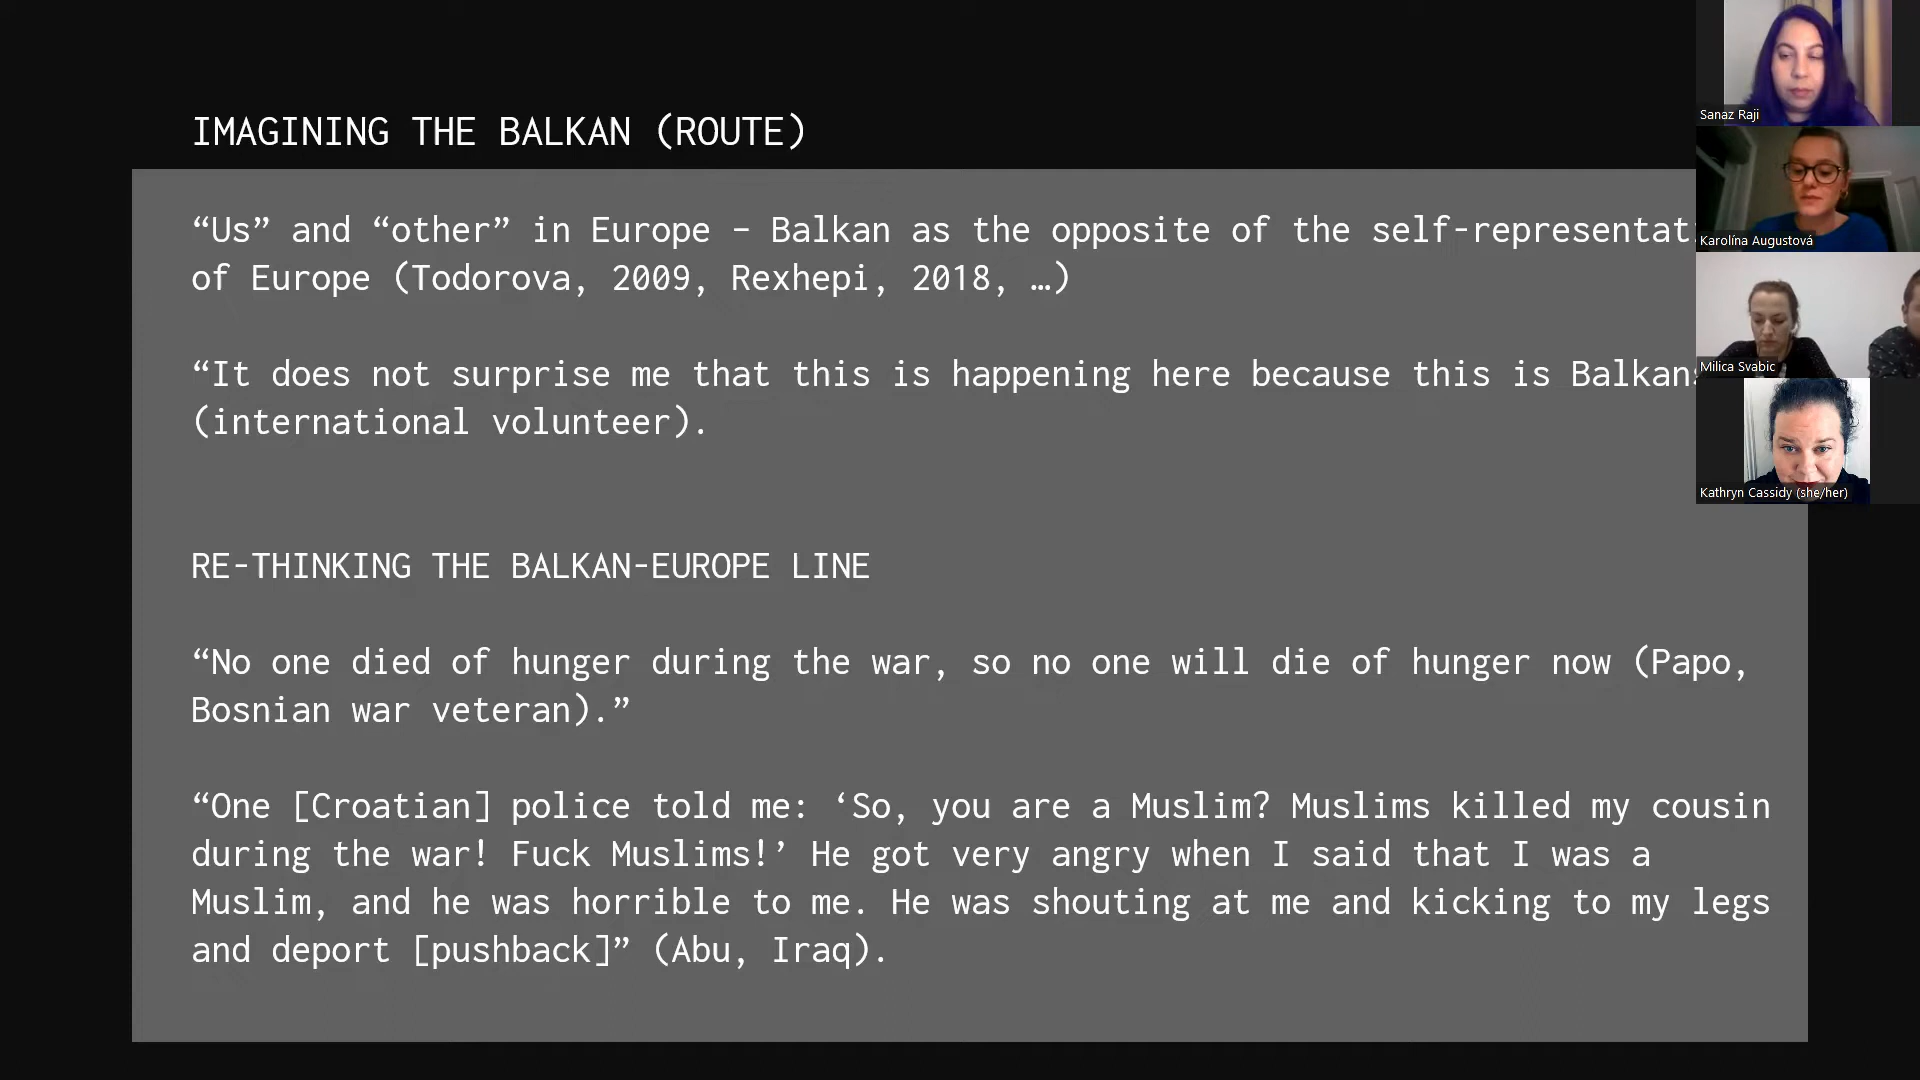 IMAGINING THE BALKAN (ROUTE)
“Us” and “other” in Europe – Balkan as the opposite of the
of Europe (Todorova, 2009, Rexhepi, 2018, …)
“It does not surprise me that this is happening here because this is Balkans
(international volunteer).
RE-THINKING THE BALKAN-EUROPE LINE
“No one died of hunger during the war, so no one will die of hunger now (Papo,
Bosnian war veteran).”
“One [Croatian] police told me: ‘So, you are a Muslim? Muslims killed my cousin
during the war! Fuck Muslims!’ He got very angry when I said that I was a
Muslim, and he was horrible to me. He was shouting at me and kicking to my legs
and deport [pushback]” (Abu, Iraq).
Sanaz Raji
Karolína Augustová
Milica Svabic
Kathryn Cassidy (she/her)